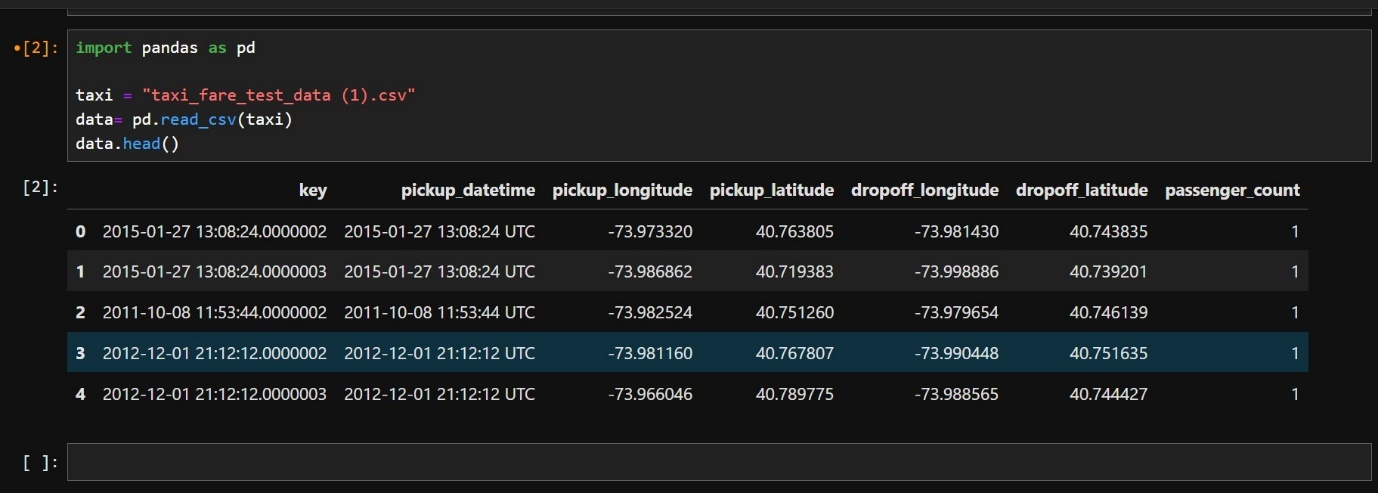 [2]: import pandas as pd
taxi = "taxi_fare_test_data (1).csv"
data= pd.read_csv(taxi)
data.head()
[2]: key pickup_datetime pickup_longitude pickup_latitude dropoff_longitude dropoff_latitude passenger_count
0 2015-01-27 13:08:24.0000002 2015-01-27 13:08:24 UTC -73.973320 40.763805 -73.981430 40.743835 1
1 2015-01-27 13:08:24.0000003 2015-01-27 13:08:24 UTC -73.986862 40.719383 -73.998886 40.739201 1
2 2011-10-08 11:53:44.0000002 2011-10-08 11:53:44 UTC -73.982524 40.751260 -73.979654 40.746139 1
3 2012-12-01 21:12:12.0000002 2012-12-01 21:12:12 UTC -73.981160 40.767807 -73.990448 40.751635 1
4 2012-12-01 21:12:12.0000003 2012-12-01 21:12:12 UTC -73.966046 40.789775 -73.988565 40.744427 1
[ ]: